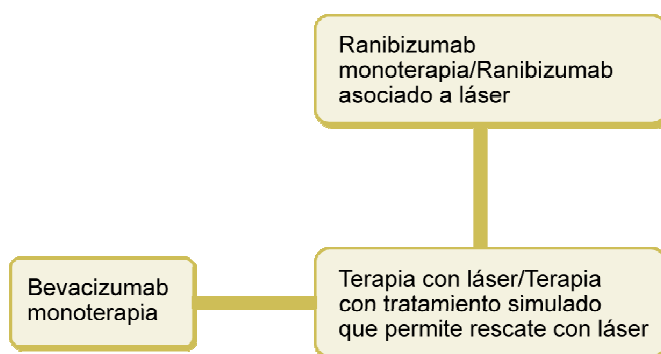 Ranibizumab
monoterapia/Ranibizumab
asociado a láser
Bevacizumab
monoterapia
Terapia con láser/Terapia
con tratamiento simulado
que permite rescate con láser